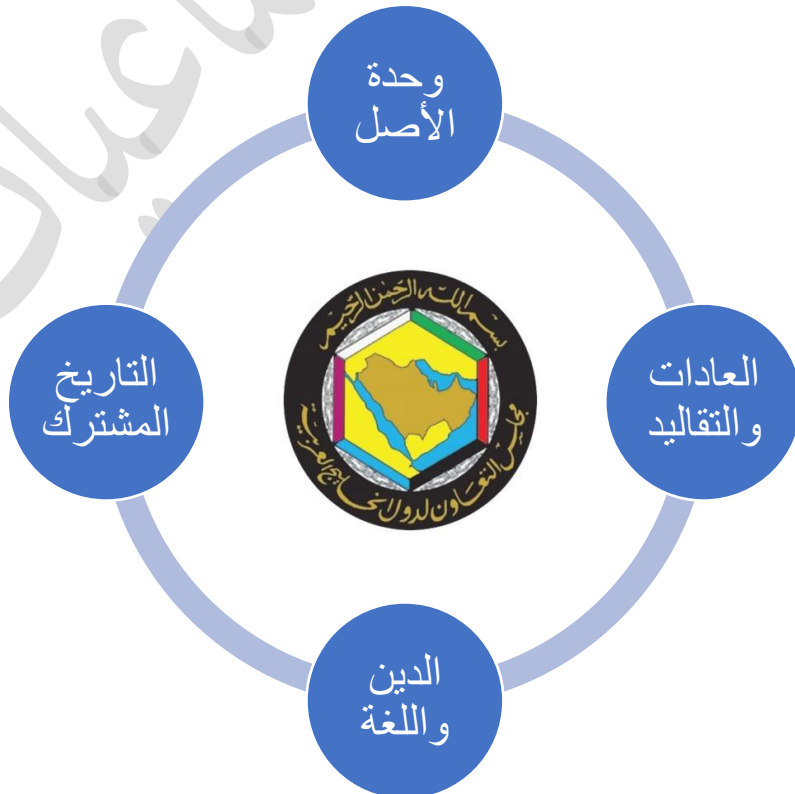 وحدة
الأصل
العادات
والتقاليد
الدين
واللغة
التاريخ
المشترك
بسم الله الرحمن الرحيم
مجلس التعاون لدول الخليج العربية